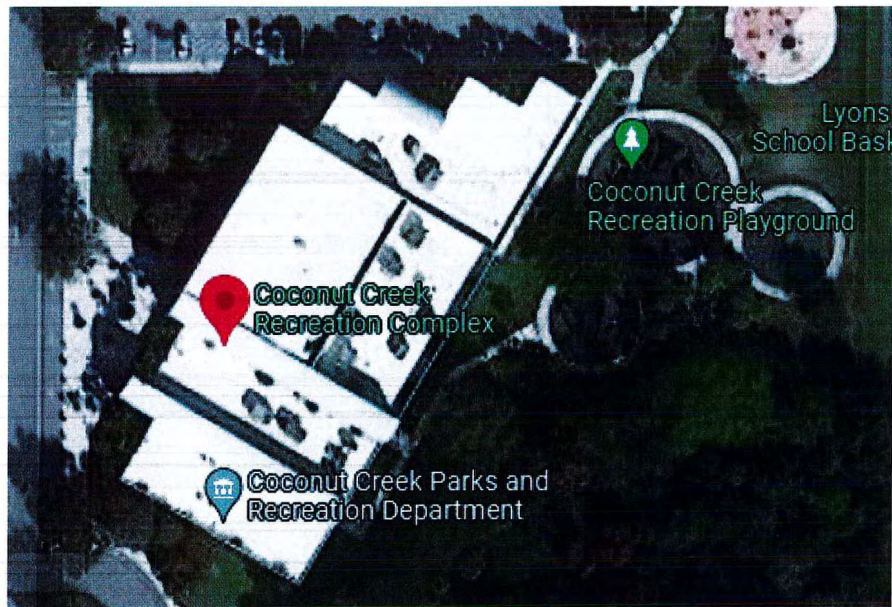 Lyons
School Bask
Coconut Creek
Recreation Playground
Coconut Creek
Recreation Complex
Coconut Creek Parks and
Recreation Department